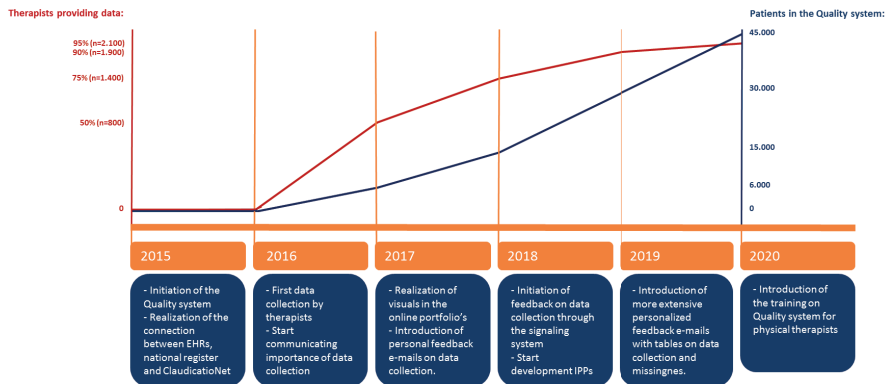 Therapists providing data:
Patients in the Quality system:
95% (n=2.100)
90% (n=1.900)
75% (n=1.400)
50% (n=800)
0
45.000
30.000
15.000
6.000
0
2015
2016
2017
2018
2019
2020
- Initiation of the
Quality system
- Realization of the
connection
between EHRs,
national register
and ClaudicatioNet
- First data
collection by
therapists
- Start
communicating
importance of data
collection
- Realization of
visuals in the
online portfolio's
- Introduction of
personal feedback
e-mails on data
collection.
- Initiation of
feedback on data
collection through
the signaling
system
- Start
development IPPs
- Introduction of
more extensive
personalized
feedback e-mails
with tables on data
collection and
missingnes.
- Introduction of
the training on
Quality system for
physical therapists